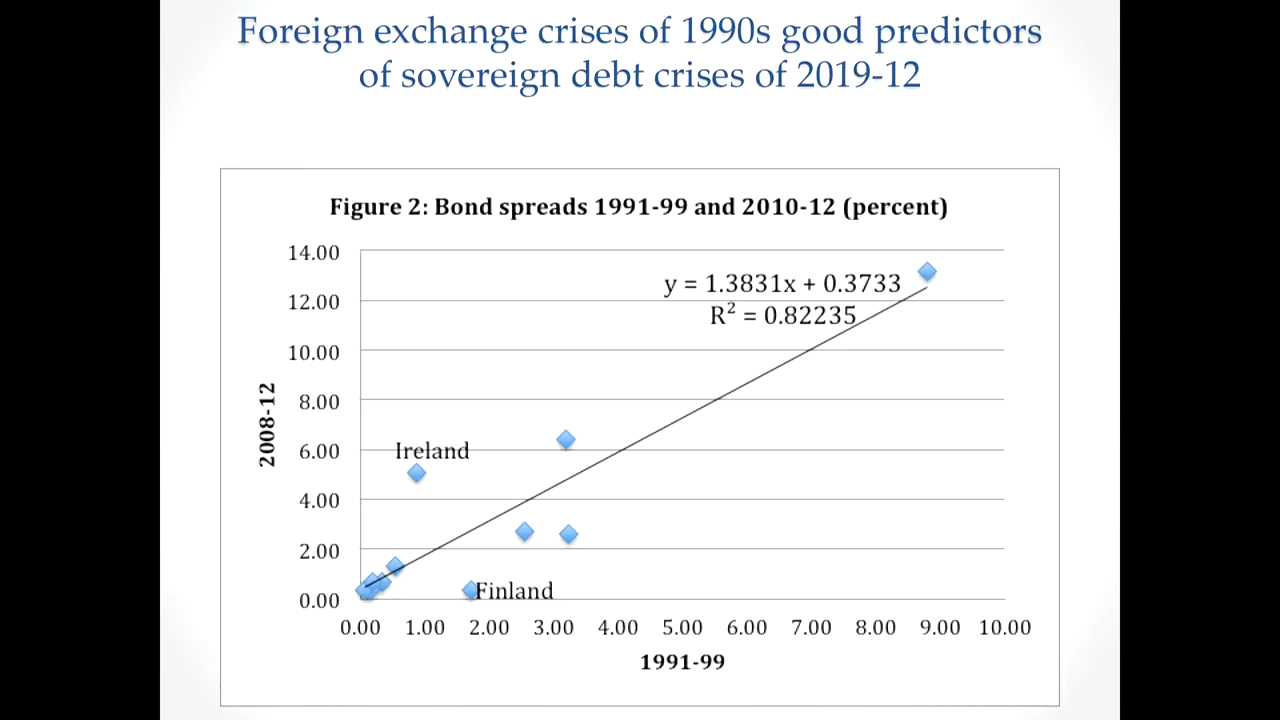 Foreign exchange crises of 1990s good predictors
of sovereign debt crises of 2019-12
Figure 2: Bond spreads 1991-99 and 2010-12 (percent)
14.00
12.00
10.00
8.00
6.00
4.00
2.00
0.00
2008-12
y = 1.3831x + 0.3733
R² = 0.82235
Ireland
Finland
0.00 1.00 2.00 3.00 4.00 5.00 6.00 7.00 8.00 9.00 10.00
1991-99